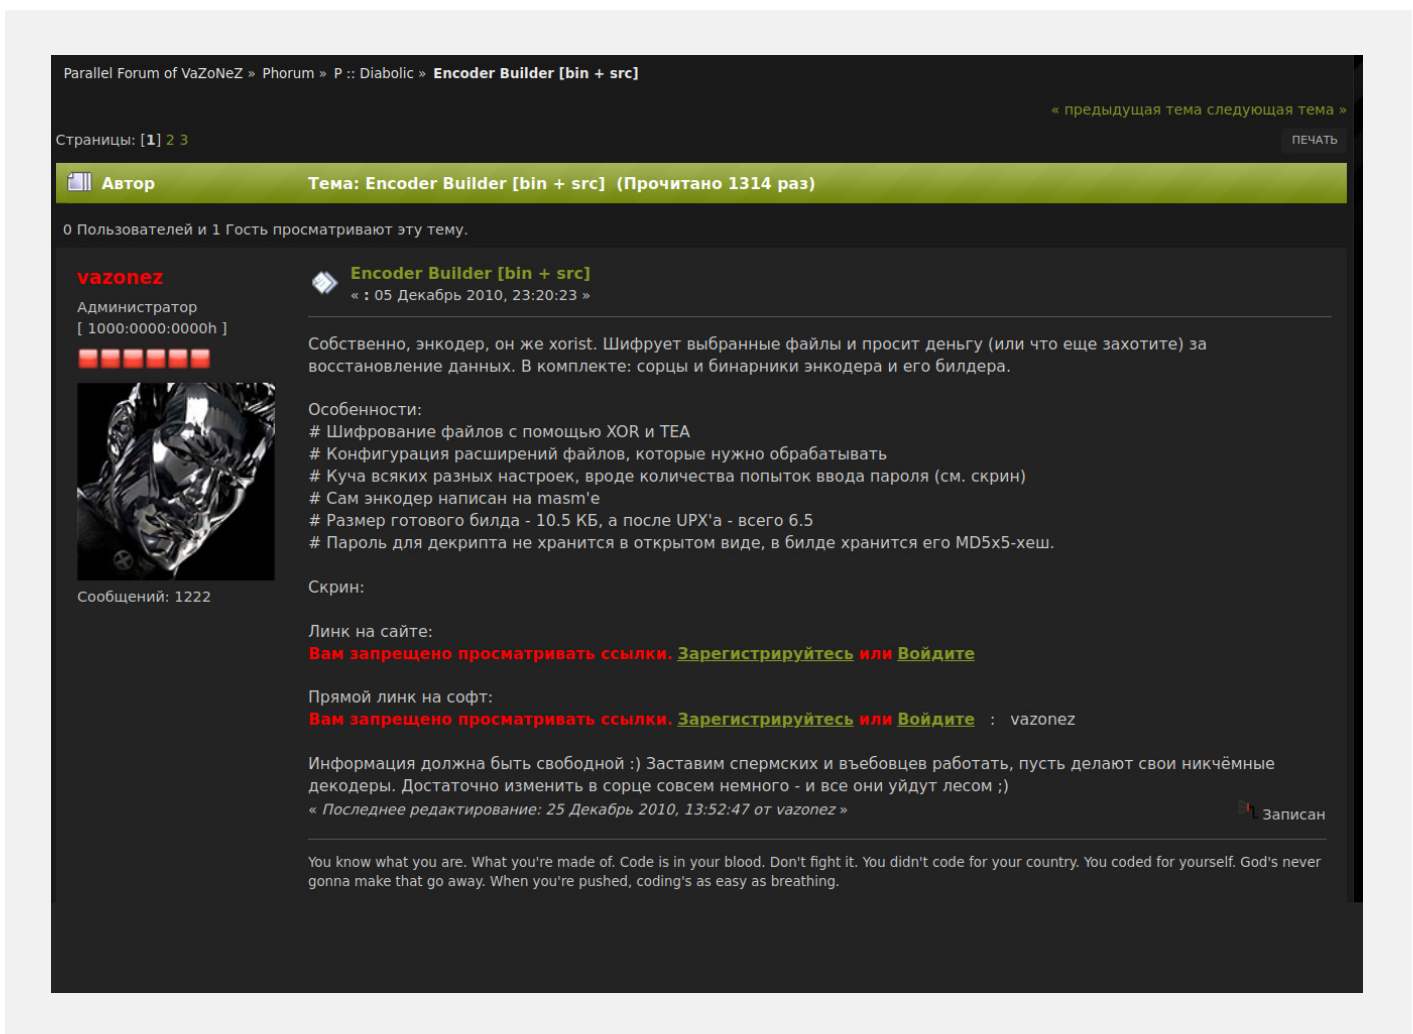 Parallel Forum of VaZoNeZ » Phorum » P :: Diabolic » Encoder Builder [bin + src]
« предыдущая тема следующая тема »
Страницы: [1] 2 3
ПЕЧАТЬ
Автор
Тема: Encoder Builder [bin + src] (Прочитано 1314 раз)
0 Пользователей и 1 Гость просматривают эту тему.
vazonez
Администратор
[ 1000:0000:0000h ]
Сообщений: 1222
Encoder Builder [bin + src]
« : 05 Декабрь 2010, 23:20:23 »
Собственно, энкодер, он же xorist. Шифрует выбранные файлы и просит деньгу (или что еще захотите) за
восстановление данных. В комплекте: сорцы и бинарники энкодера и его билдера.
Особенности:
# Шифрование файлов с помощью XOR и TEA
# Конфигурация расширений файлов, которые нужно обрабатывать
# Куча всяких разных настроек, вроде количества попыток ввода пароля (см. скрин)
# Сам энкодер написан на masm'е
# Размер готового билда - 10.5 КБ, а после UPX'а - всего 6.5
# Пароль для декрипта не хранится в открытом виде, в билде хранится его MD5x5-хеш.
Скрин:
Линк на сайте:
Вам запрещено просматривать ссылки. Зарегистрируйтесь или Войдите
Прямой линк на софт:
Вам запрещено просматривать ссылки. Зарегистрируйтесь или Войдите : vazonez
Информация должна быть свободной :) Заставим спермских и въебовцев работать, пусть делают свои никчёмные
декодеры. Достаточно изменить в сорце совсем немного - и все они уйдут лесом ;)
« Последнее редактирование: 25 Декабрь 2010, 13:52:47 от vazonez »
Записан
You know what you are. What you're made of. Code is in your blood. Don't fight it. You didn't code for your country. You coded for yourself. God's never
gonna make that go away. When you're pushed, coding's as easy as breathing.